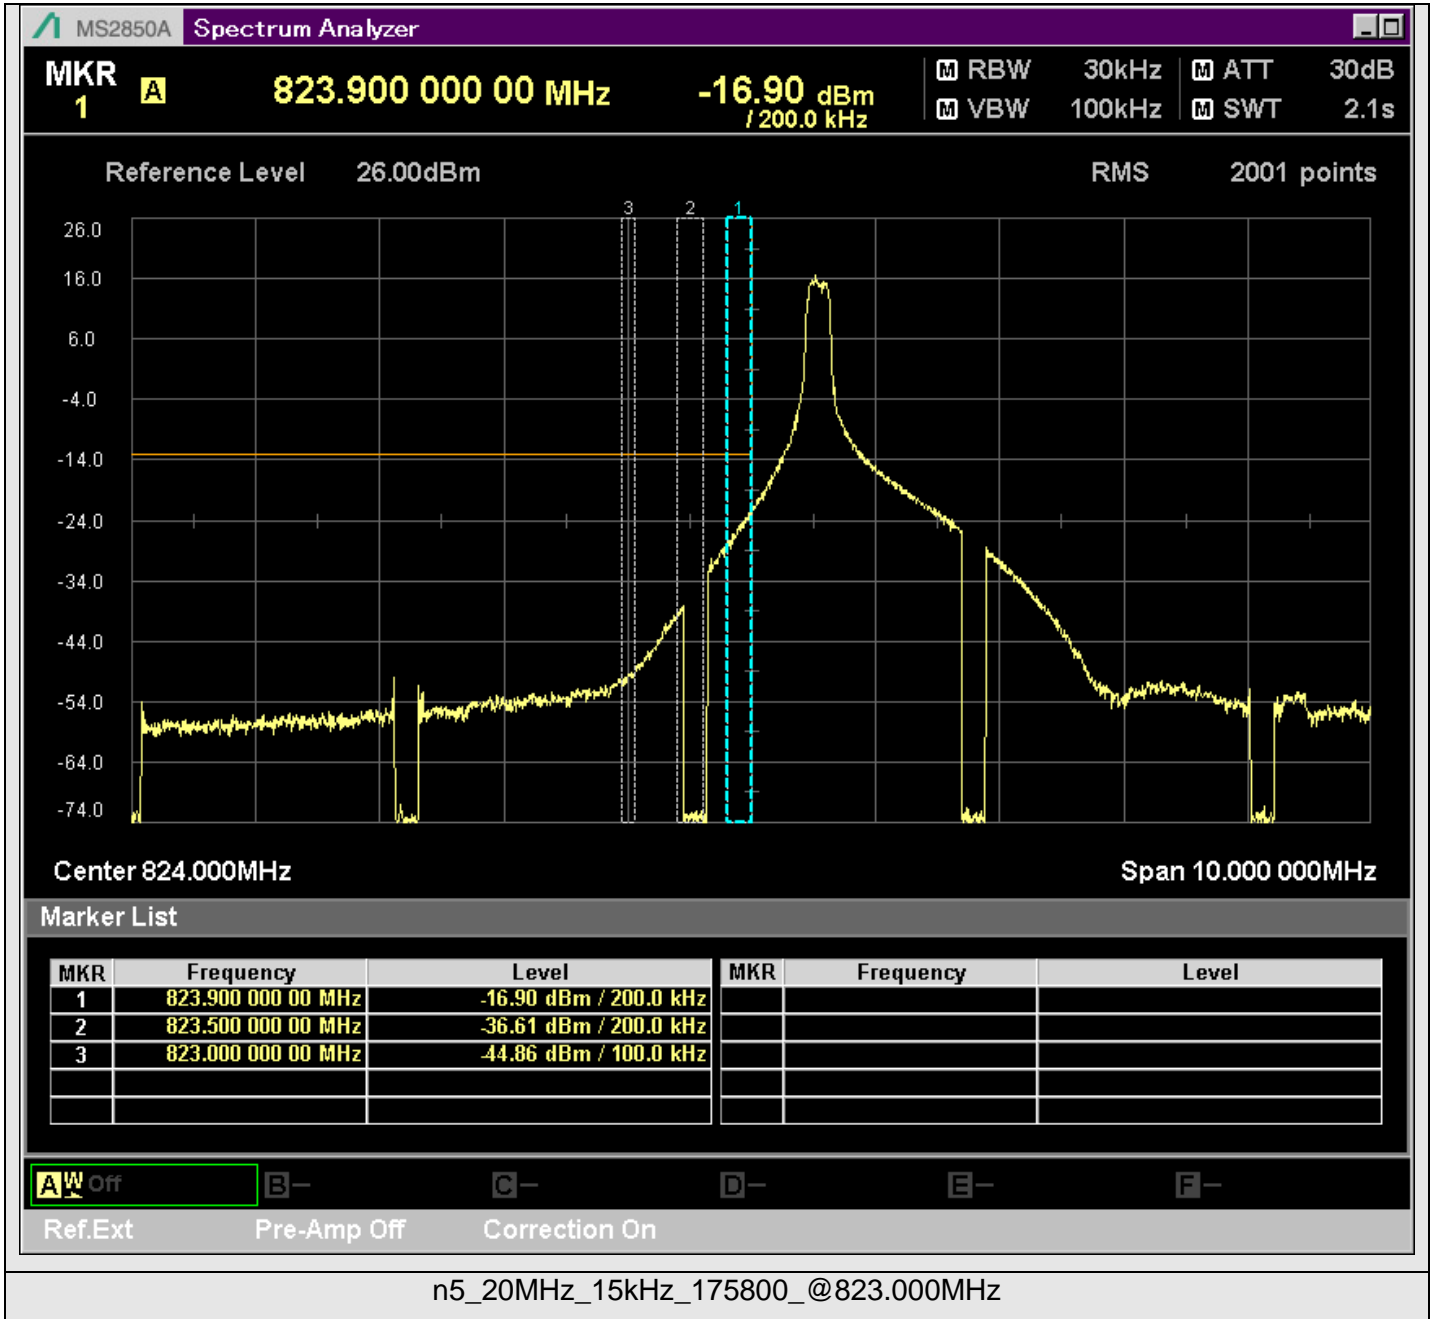 MS2850A Spectrum Analyzer
MKR 1 A 823.900 000 00 MHz -16.90 dBm / 200.0 kHz
M RBW 30kHz M ATT 30dB
M VBW 100kHz M SWT 2.1s
Reference Level 26.00dBm RMS 2001 points
3 2 1
26.0
16.0
6.0
-4.0
-14.0
-24.0
-34.0
-44.0
-54.0
-64.0
-74.0
Center 824.000MHz Span 10.000 000MHz
Marker List
MKR Frequency Level MKR Frequency Level
1 823.900 000 00 MHz -16.90 dBm / 200.0 kHz
2 823.500 000 00 MHz -36.61 dBm / 200.0 kHz
3 823.000 000 00 MHz -44.86 dBm / 100.0 kHz
A W Off B - C - D - E - F -
Ref.Ext Pre-Amp Off Correction On
n5_20MHz_15kHz_175800_@823.000MHz